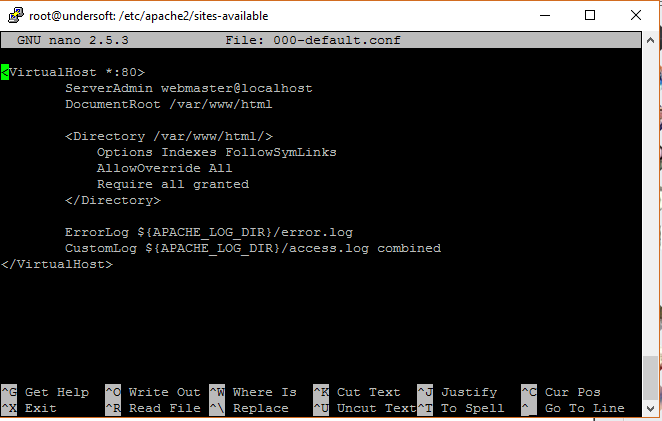 root@undersoft: /etc/apache2/sites-available
GNU nano 2.5.3 File: 000-default.conf
<VirtualHost *:80>
ServerAdmin webmaster@localhost
DocumentRoot /var/www/html
<Directory /var/www/html/>
Options Indexes FollowSymLinks
AllowOverride All
Require all granted
</Directory>
ErrorLog ${APACHE_LOG_DIR}/error.log
CustomLog ${APACHE_LOG_DIR}/access.log combined
</VirtualHost>
^G Get Help ^O Write Out ^W Where Is ^K Cut Text ^J Justify ^C Cur Pos
^X Exit ^R Read File ^\ Replace ^U Uncut Text ^T To Spell ^_ Go To Line